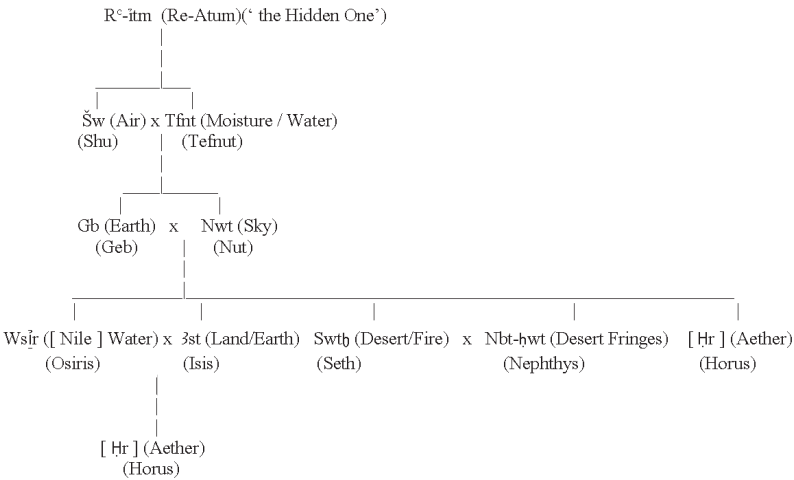 Rꜥ-ỉtm (Re-Atum)(‘ the Hidden One’)
Šw (Air) x Tfnt (Moisture / Water)
(Shu) (Tefnut)
Gb (Earth) x Nwt (Sky)
(Geb) (Nut)
Wsỉ̱r ([ Nile ] Water) x ꜣst (Land/Earth) Swtḫ (Desert/Fire) x Nbt-ḥwt (Desert Fringes) [ Ḥr ] (Aether)
(Osiris) (Isis) (Seth) (Nephthys) (Horus)
[ Ḥr ] (Aether)
(Horus)